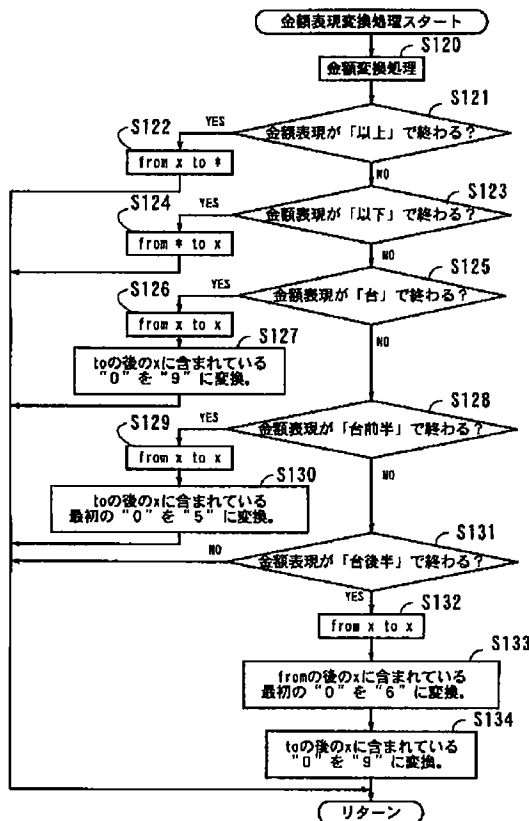 金額表現変換処理スタート
S120
金額変換処理
S121
金額表現が「以上」で終わる？
YES
S122
from x to *
NO
S123
金額表現が「以下」で終わる？
YES
S124
from * to x
NO
S125
金額表現が「台」で終わる？
YES
S126
from x to x
S127
toの後のxに含まれている
"0" を "9" に変換。
NO
S128
金額表現が「台前半」で終わる？
YES
S129
from x to x
S130
toの後のxに含まれている
最初の "0" を "5" に変換。
NO
S131
金額表現が「台後半」で終わる？
NO
YES
S132
from x to x
S133
fromの後のxに含まれている
最初の "0" を "6" に変換。
S134
toの後のxに含まれている
"0" を "9" に変換。
リターン